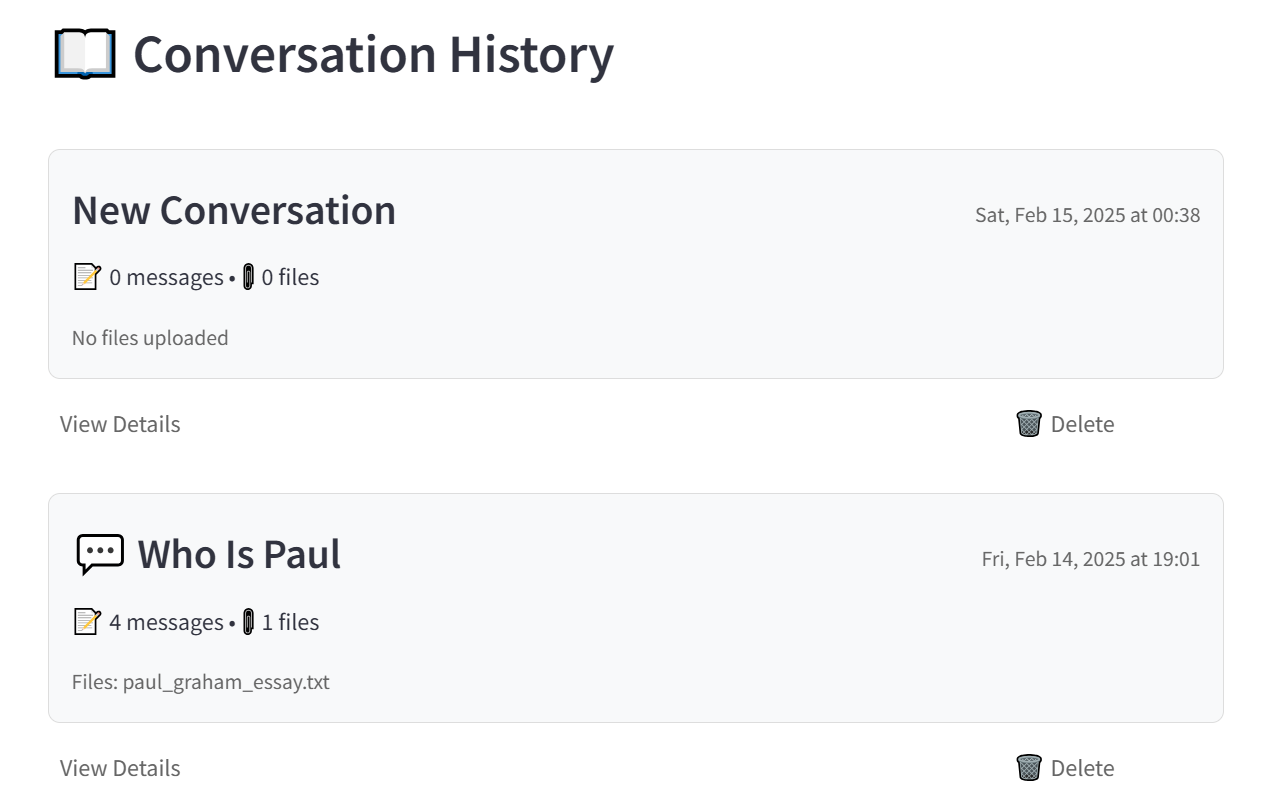 Conversation History
New Conversation
Sat, Feb 15, 2025 at 00:38
0 messages • 0 files
No files uploaded
View Details
Delete
Who Is Paul
Fri, Feb 14, 2025 at 19:01
4 messages • 1 files
Files: paul_graham_essay.txt
View Details
Delete